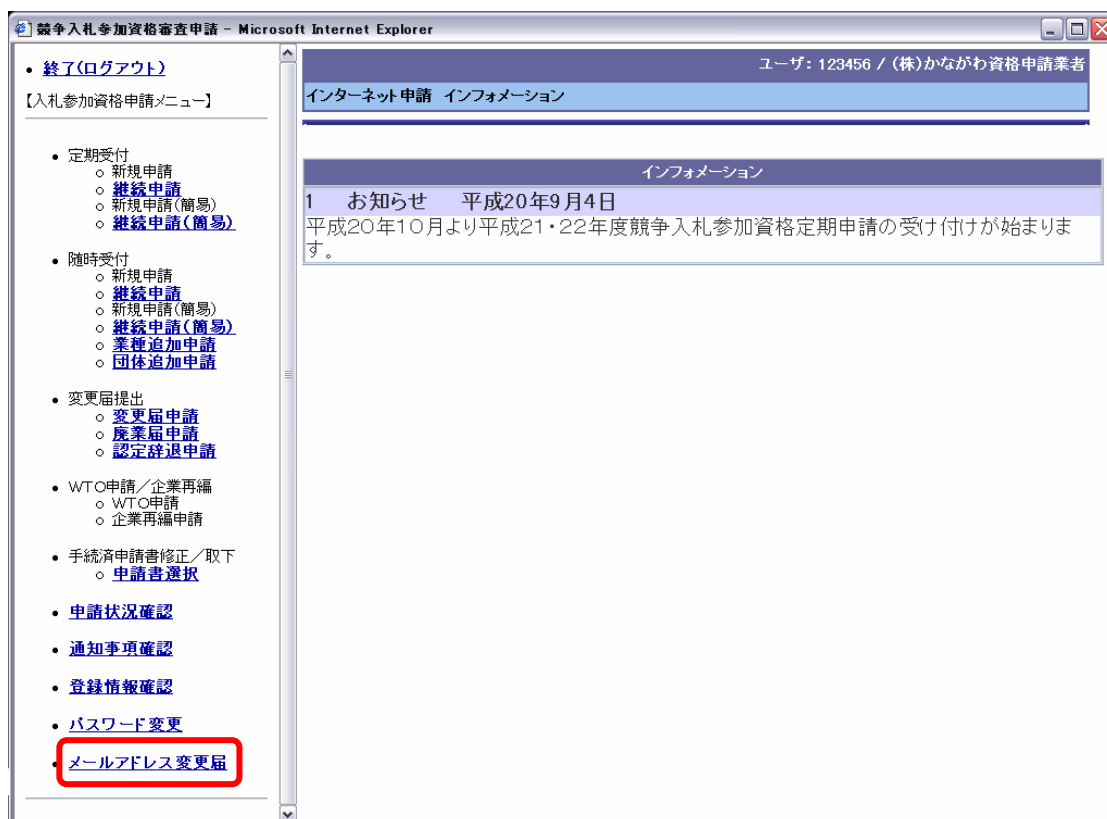 競争入札参加資格審査申請 - Microsoft Internet Explorer
終了(ログアウト)
【入札参加資格申請メニュー】
定期受付
新規申請
継続申請
新規申請(簡易)
継続申請(簡易)
随時受付
新規申請
継続申請
新規申請(簡易)
継続申請(簡易)
業種追加申請
団体追加申請
変更届提出
変更届申請
廃業届申請
認定辞退申請
WTO申請／企業再編
WTO申請
企業再編申請
手続済申請書修正／取下
申請書選択
申請状況確認
通知事項確認
登録情報確認
パスワード変更
メールアドレス変更届
ユーザ：123456 / (株)かながわ資格申請業者
インターネット申請 インフォメーション
インフォメーション
1 お知らせ 平成20年9月4日
平成２０年１０月より平成２１・２２年度競争入札参加資格定期申請の受け付けが始まりま
す。